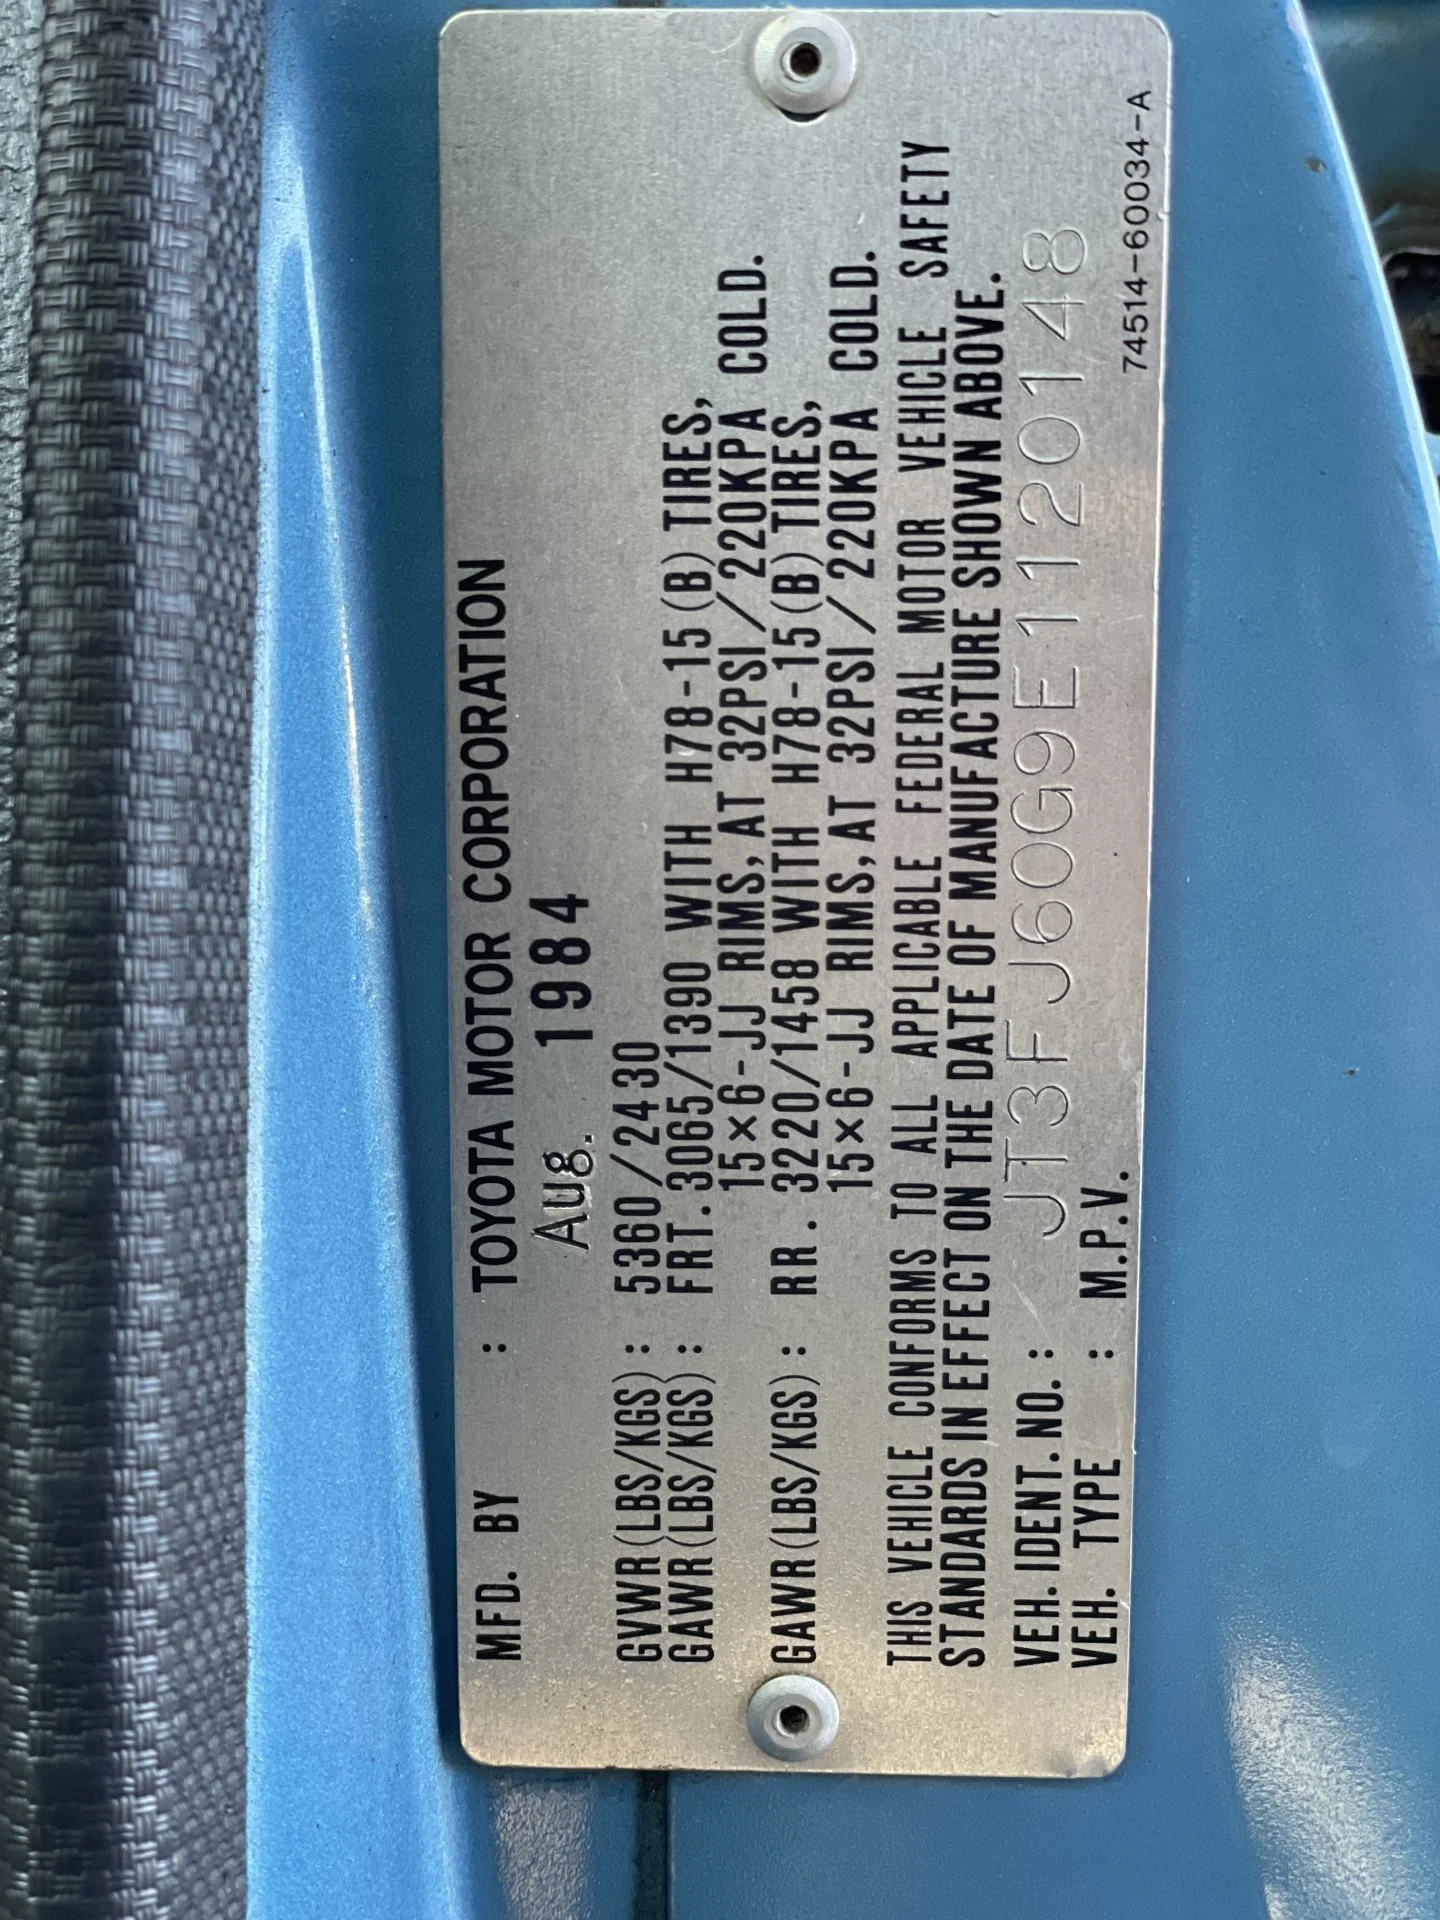 MFD. BY : TOYOTA MOTOR CORPORATION
Aug. 1984
GVWR(LBS/KGS): 5360/2430
GAWR(LBS/KGS): FRT. 3065/1390 WITH H78-15(B) TIRES,
15×6-JJ RIMS, AT 32PSI/220KPA COLD.
GAWR(LBS/KGS): RR. 3220/1458 WITH H78-15(B) TIRES,
15×6-JJ RIMS, AT 32PSI/220KPA COLD.
THIS VEHICLE CONFORMS TO ALL APPLICABLE FEDERAL MOTOR VEHICLE SAFETY
STANDARDS IN EFFECT ON THE DATE OF MANUFACTURE SHOWN ABOVE.
VEH. IDENT. NO. : JT3FJ60G9E1120148
VEH. TYPE : M.P.V.
74514-60034-A